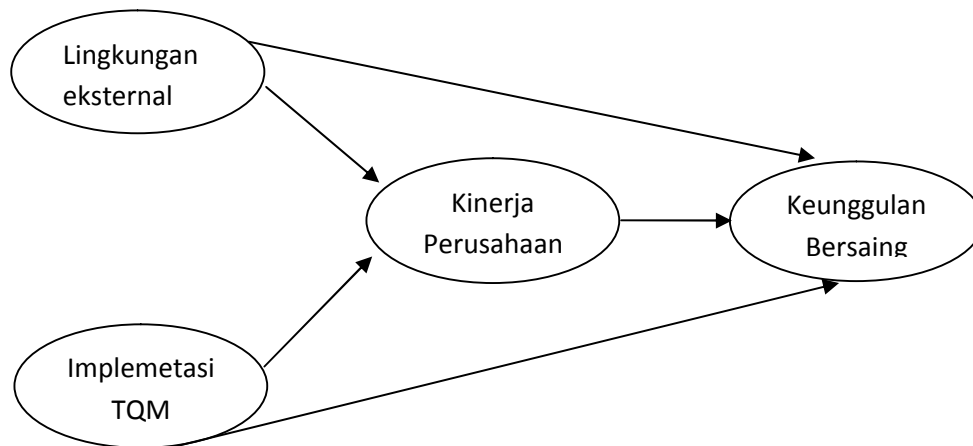 Lingkungan
eksternal
Kinerja
Perusahaan
Keunggulan
Bersaing
Implemetasi
TQM